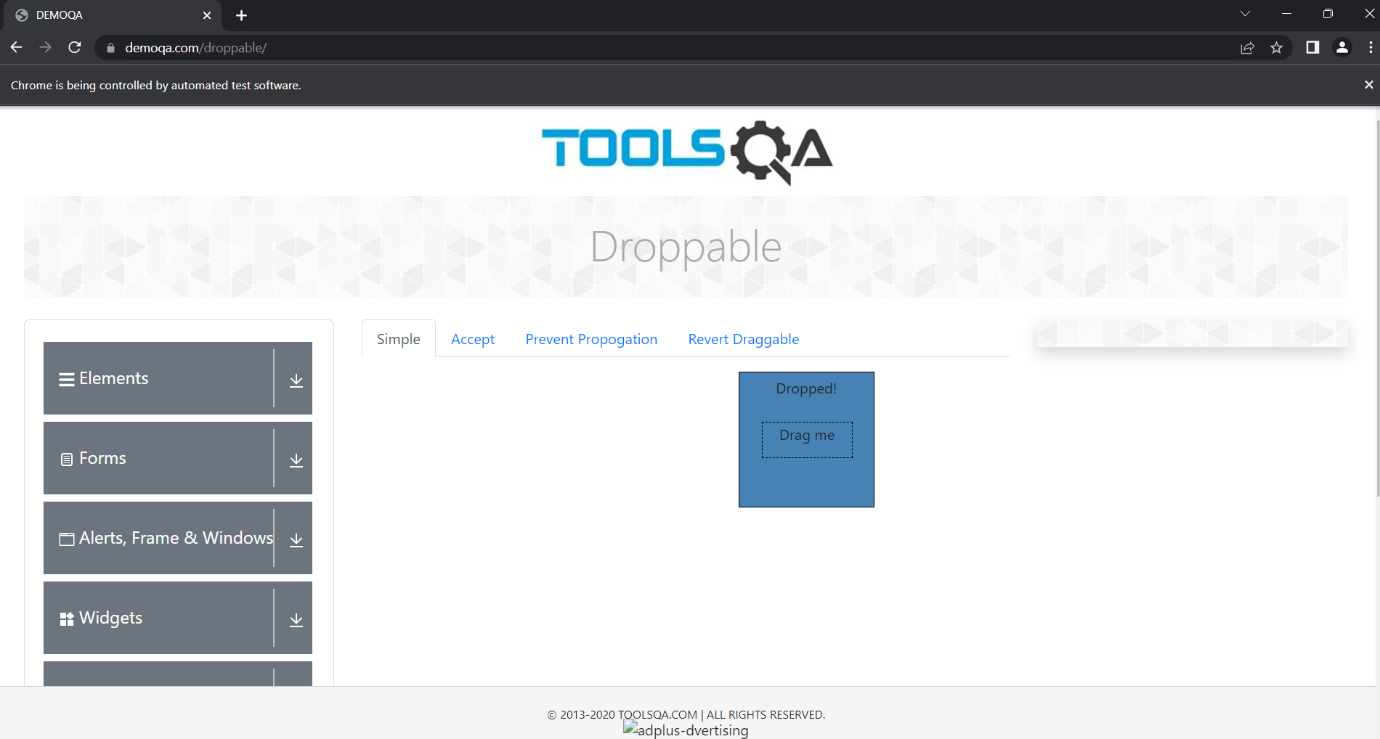 DEMOQA
demoqa.com/droppable/
Chrome is being controlled by automated test software.
TOOLSQA
Droppable
Simple Accept Prevent Propogation Revert Draggable
Dropped!
Drag me
Elements
Forms
Alerts, Frame & Windows
Widgets
© 2013-2020 TOOLSQA.COM | ALL RIGHTS RESERVED.
adplus-dvertising